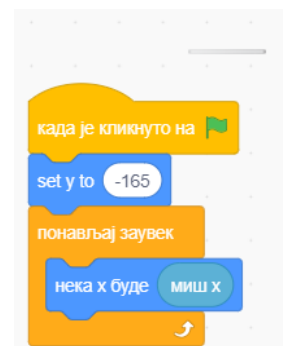 када је кликнуто на
set y to -165
понављај заувек
нека x буде миш x